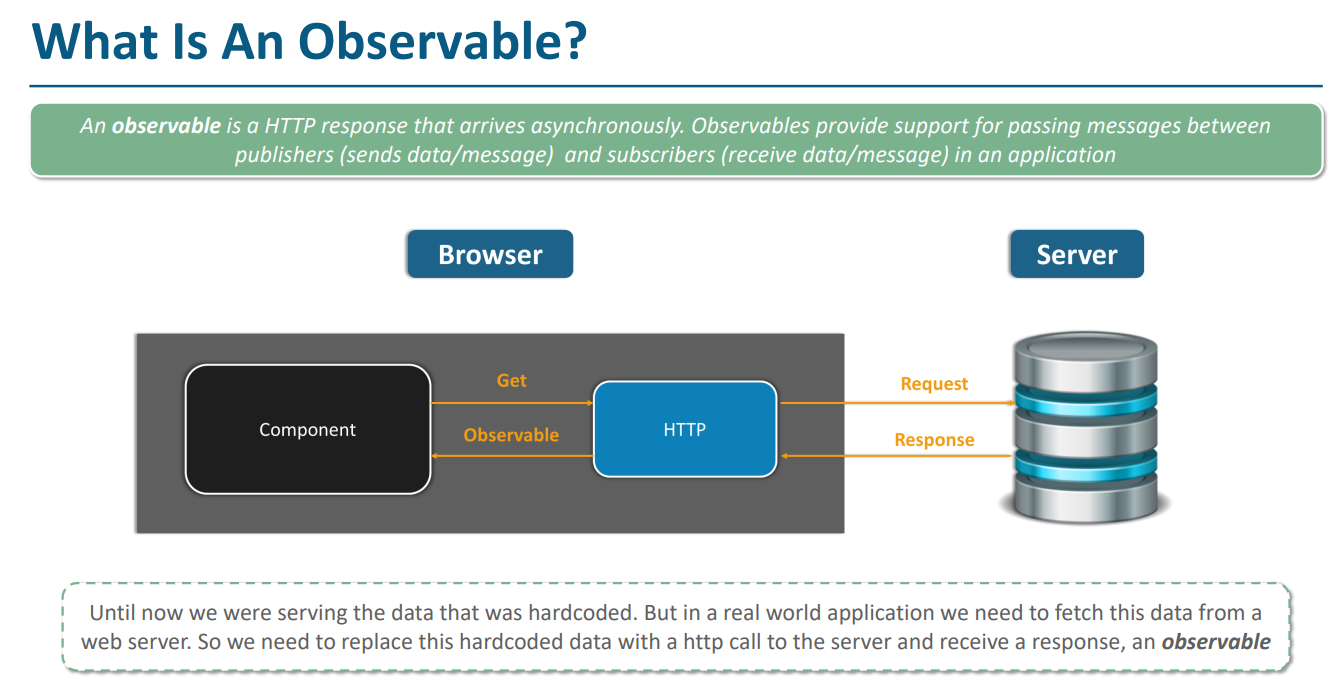 What Is An Observable?
An observable is a HTTP response that arrives asynchronously. Observables provide support for passing messages between
publishers (sends data/message)  and subscribers (receive data/message) in an application
Browser
Server
Get
Request
Component
HTTP
Observable
Response
Until now we were serving the data that was hardcoded. But in a real world application we need to fetch this data from a
web server. So we need to replace this hardcoded data with a http call to the server and receive a response, an observable